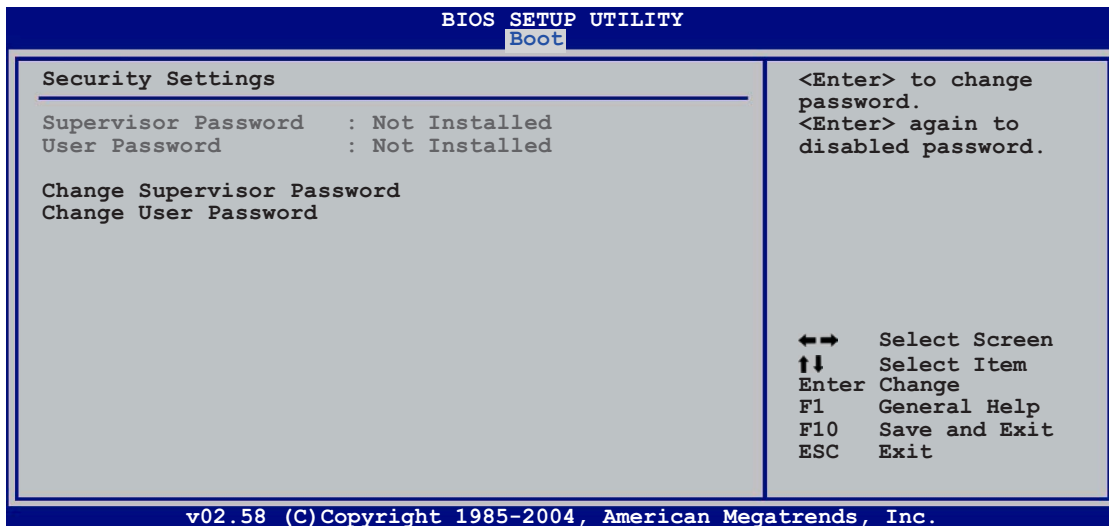 BIOS SETUP UTILITY
Boot
Security Settings
Supervisor Password : Not Installed
User Password : Not Installed
Change Supervisor Password
Change User Password
<Enter> to change
password.
<Enter> again to
disabled password.
←→ Select Screen
↑↓ Select Item
Enter Change
F1 General Help
F10 Save and Exit
ESC Exit
v02.58 (C)Copyright 1985-2004, American Megatrends, Inc.